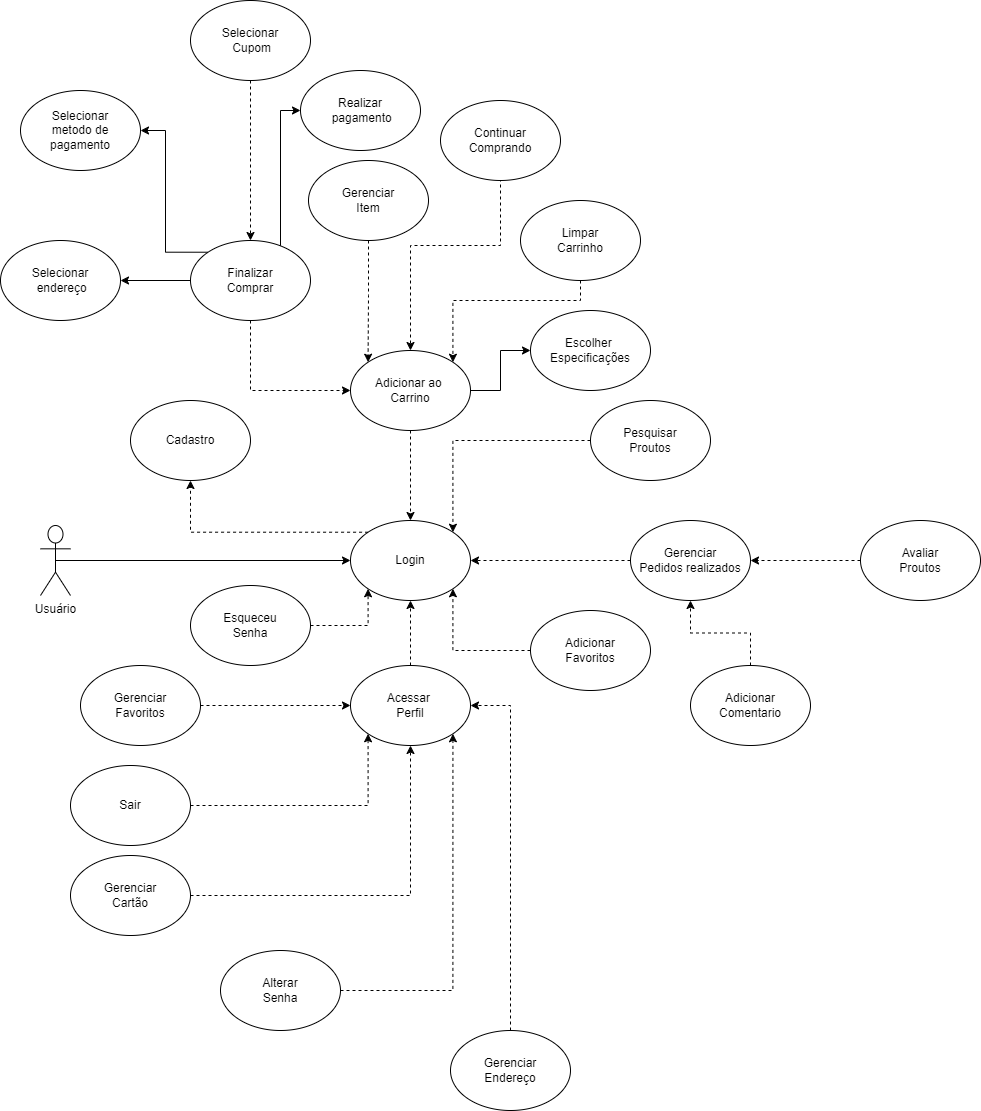 Selecionar
Cupom
Realizar
pagamento
Selecionar
metodo de
pagamento
Continuar
Comprando
Gerenciar
Item
Limpar
Carrinho
Selecionar
endereço
Finalizar
Comprar
Escolher
Especificações
Adicionar ao
Carrino
Cadastro
Pesquisar
Proutos
Login
Gerenciar
Pedidos realizados
Avaliar
Proutos
Usuário
Esqueceu
Senha
Adicionar
Favoritos
Gerenciar
Favoritos
Acessar
Perfil
Adicionar
Comentario
Sair
Gerenciar
Cartão
Alterar
Senha
Gerenciar
Endereço